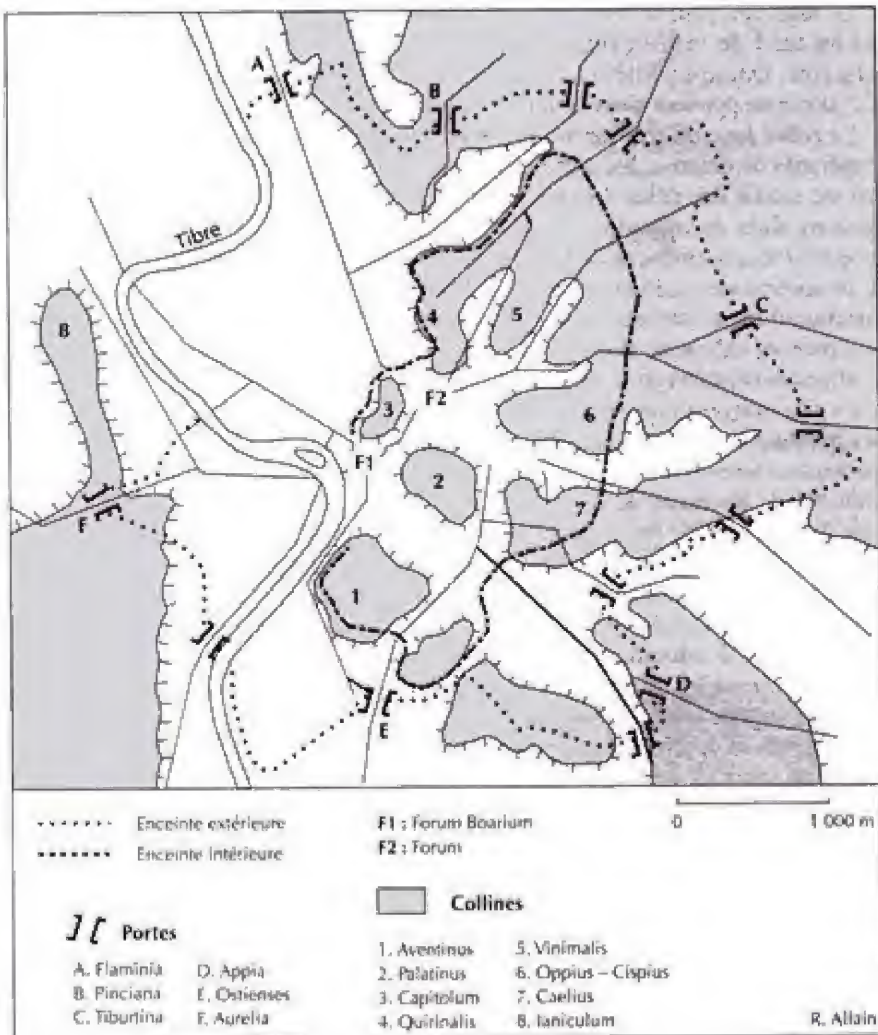 A
B
Tibre
C
8
4
5
3
F2
6
F1
2
7
F
1
D
E
Enceinte extérieure
Enceinte intérieure
F1 : Forum Boarium
F2 : Forum
0 1 000 m
Portes
A. Flaminia
B. Pinciana
C. Tiburtina
D. Appia
E. Ostienses
F. Aurelia
Collines
1. Aventinus
2. Palatinus
3. Capitolum
4. Quirinalis
5. Viminalis
6. Oppius – Cispius
7. Caelius
8. Ianiculum
R. Allain